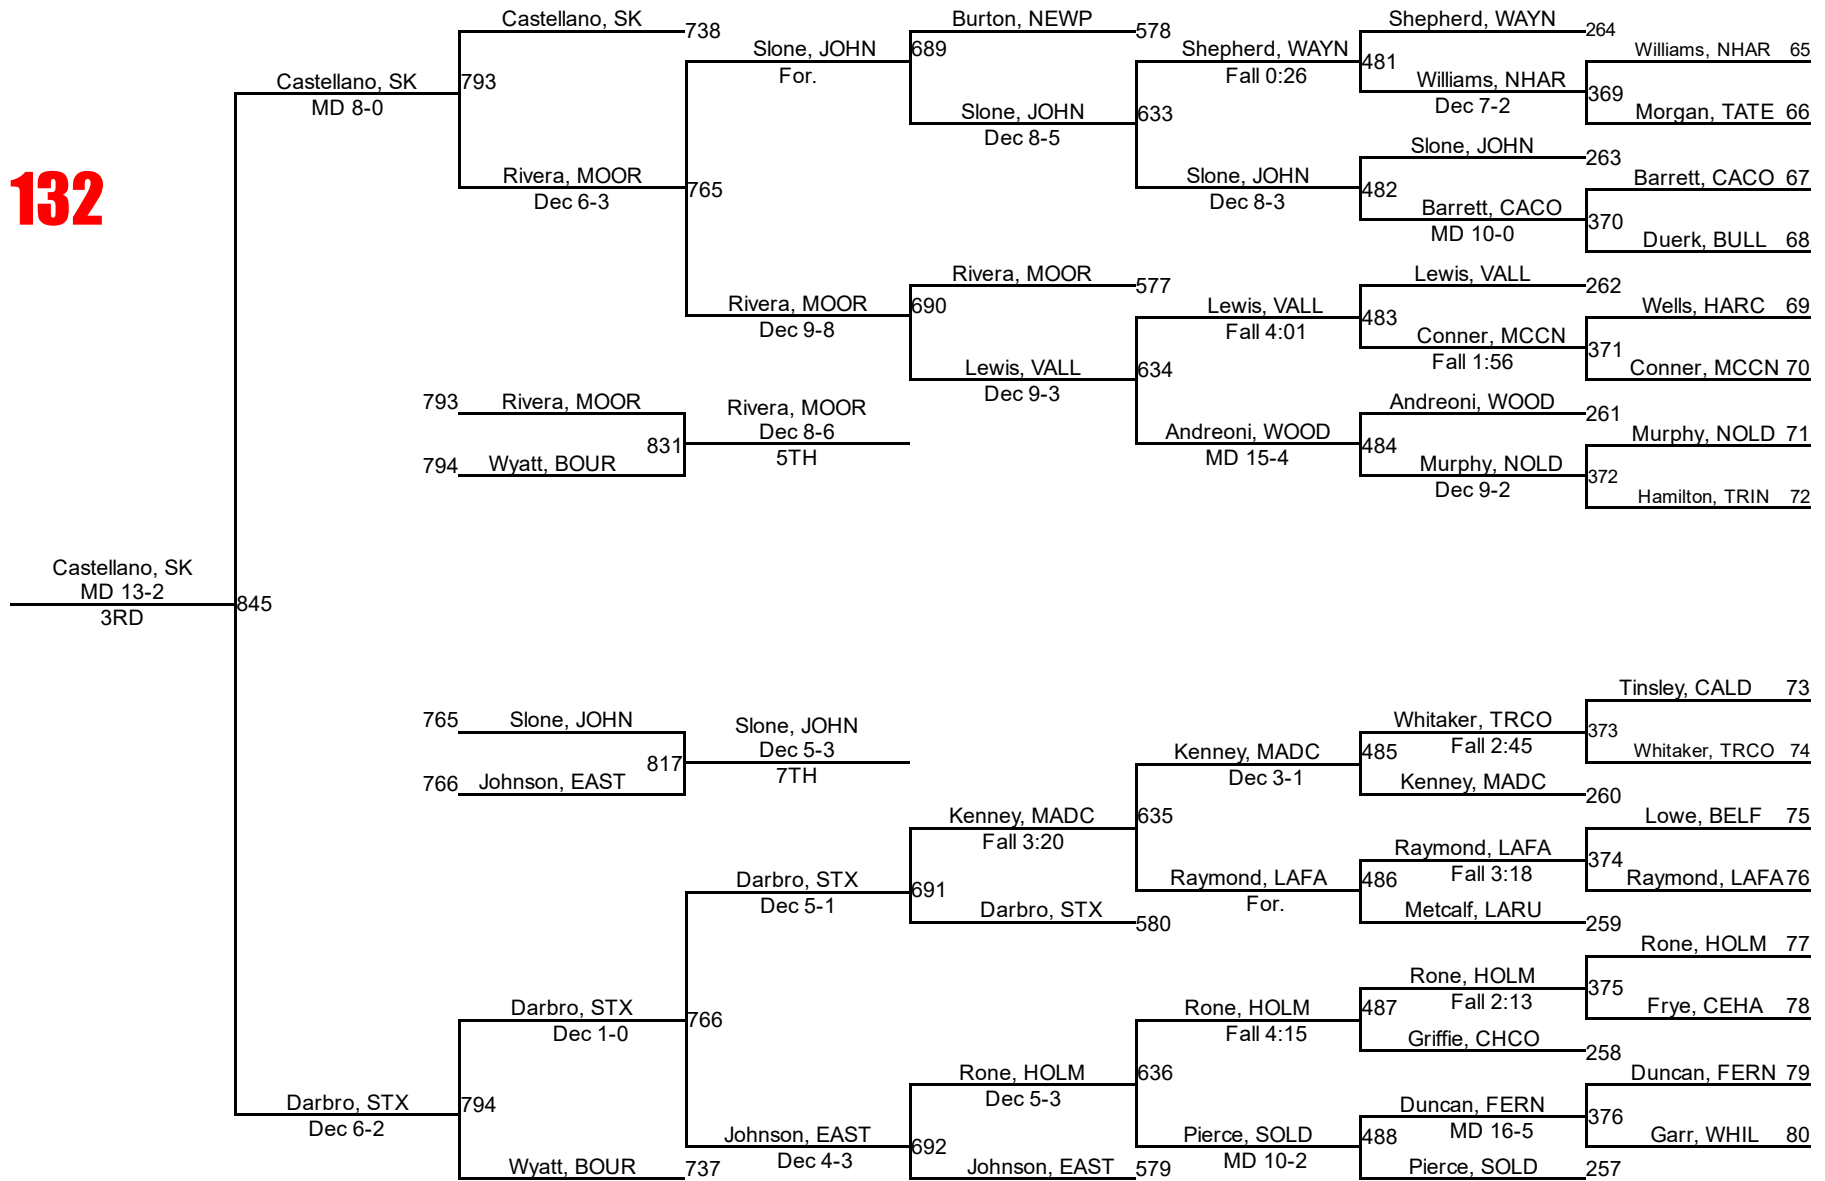 Castellano, SK
738
Burton, NEWP
578
Shepherd, WAYN
264
Slone, JOHN
For.
689
Shepherd, WAYN
Fall 0:26
481
Williams, NHAR 65
Castellano, SK
MD 8-0
793
Williams, NHAR
Dec 7-2
369
Morgan, TATE 66
Slone, JOHN
Dec 8-5
633
Slone, JOHN
263
132
Rivera, MOOR
Dec 6-3
765
Slone, JOHN
Dec 8-3
482
Barrett, CACO 67
Barrett, CACO
MD 10-0
370
Duerk, BULL 68
Rivera, MOOR
577
Lewis, VALL
262
Rivera, MOOR
Dec 9-8
690
Lewis, VALL
Fall 4:01
483
Wells, HARC 69
Conner, MCCN
Fall 1:56
371
Conner, MCCN 70
Lewis, VALL
Dec 9-3
634
793 Rivera, MOOR
Rivera, MOOR
Dec 8-6
5TH
831
794 Wyatt, BOUR
Andreoni, WOOD
261
Andreoni, WOOD
MD 15-4
484
Murphy, NOLD 71
Murphy, NOLD
Dec 9-2
372
Hamilton, TRIN 72
Castellano, SK
MD 13-2
3RD
845
Tinsley, CALD 73
765 Slone, JOHN
Slone, JOHN
Dec 5-3
7TH
817
766 Johnson, EAST
Whitaker, TRCO
Fall 2:45
373
Whitaker, TRCO 74
Kenney, MADC
Dec 3-1
485
Kenney, MADC
260
Kenney, MADC
Fall 3:20
635
Lowe, BELF 75
Raymond, LAFA
Fall 3:18
374
Raymond, LAFA 76
Darbro, STX
Dec 5-1
691
Raymond, LAFA
For.
486
Metcalf, LARU
259
Darbro, STX
580
Rone, HOLM 77
Rone, HOLM
Fall 2:13
375
Frye, CEHA 78
Darbro, STX
Dec 1-0
766
Rone, HOLM
Fall 4:15
487
Griffie, CHCO
258
Rone, HOLM
Dec 5-3
636
Duncan, FERN 79
Darbro, STX
Dec 6-2
794
Duncan, FERN
MD 16-5
376
Garr, WHIL 80
Johnson, EAST
Dec 4-3
692
Pierce, SOLD
MD 10-2
488
Wyatt, BOUR
737
Johnson, EAST
579
Pierce, SOLD
257